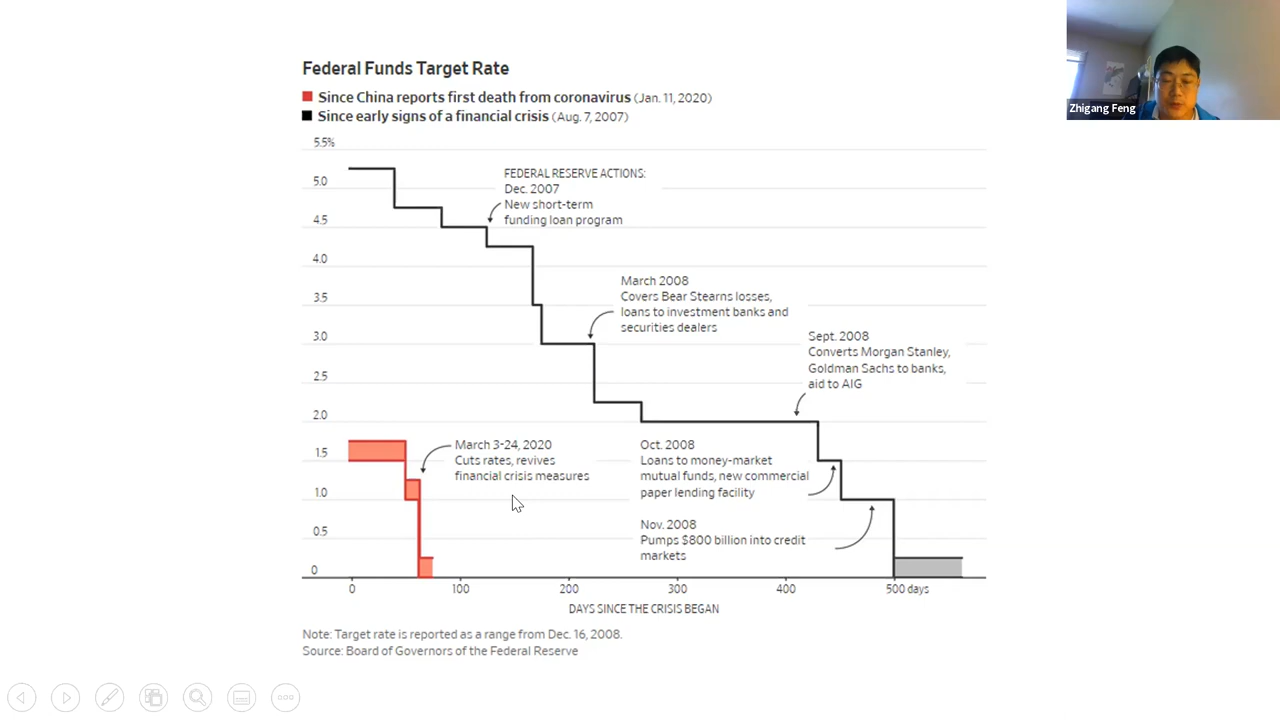 Federal Funds Target Rate
Since China reports first death from coronavirus (Jan. 11, 2020)
Since early signs of a financial crisis (Aug. 7, 2007)
Zhigang Feng
5.5%
5.0
4.5
4.0
3.5
3.0
2.5
2.0
1.5
1.0
0.5
0
FEDERAL RESERVE ACTIONS:
Dec. 2007
New short-term
funding loan program
March 2008
Covers Bear Stearns losses,
loans to investment banks and
securities dealers
Sept. 2008
Converts Morgan Stanley,
Goldman Sachs to banks,
aid to AIG
March 3-24, 2020
Cuts rates, revives
financial crisis measures
Oct. 2008
Loans to money-market
mutual funds, new commercial
paper lending facility
Nov. 2008
Pumps $800 billion into credit
markets
0 100 200 300 400 500 days
DAYS SINCE THE CRISIS BEGAN
Note: Target rate is reported as a range from Dec. 16, 2008.
Source: Board of Governors of the Federal Reserve